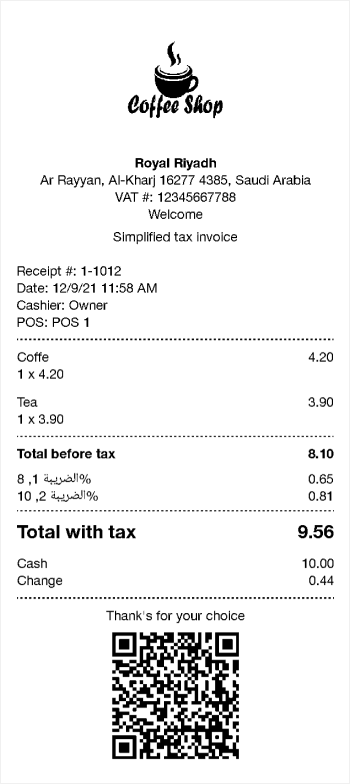 Coffee Shop
Royal Riyadh
Ar Rayyan, Al-Kharj 16277 4385, Saudi Arabia
VAT #: 12345667788
Welcome
Simplified tax invoice
Receipt #: 1-1012
Date: 12/9/21 11:58 AM
Cashier: Owner
POS: POS 1
Coffe 4.20
1 x 4.20
Tea 3.90
1 x 3.90
Total before tax 8.10
8 ,1 الضريبة% 0.65
10 ,2 الضريبة% 0.81
Total with tax 9.56
Cash 10.00
Change 0.44
Thank's for your choice